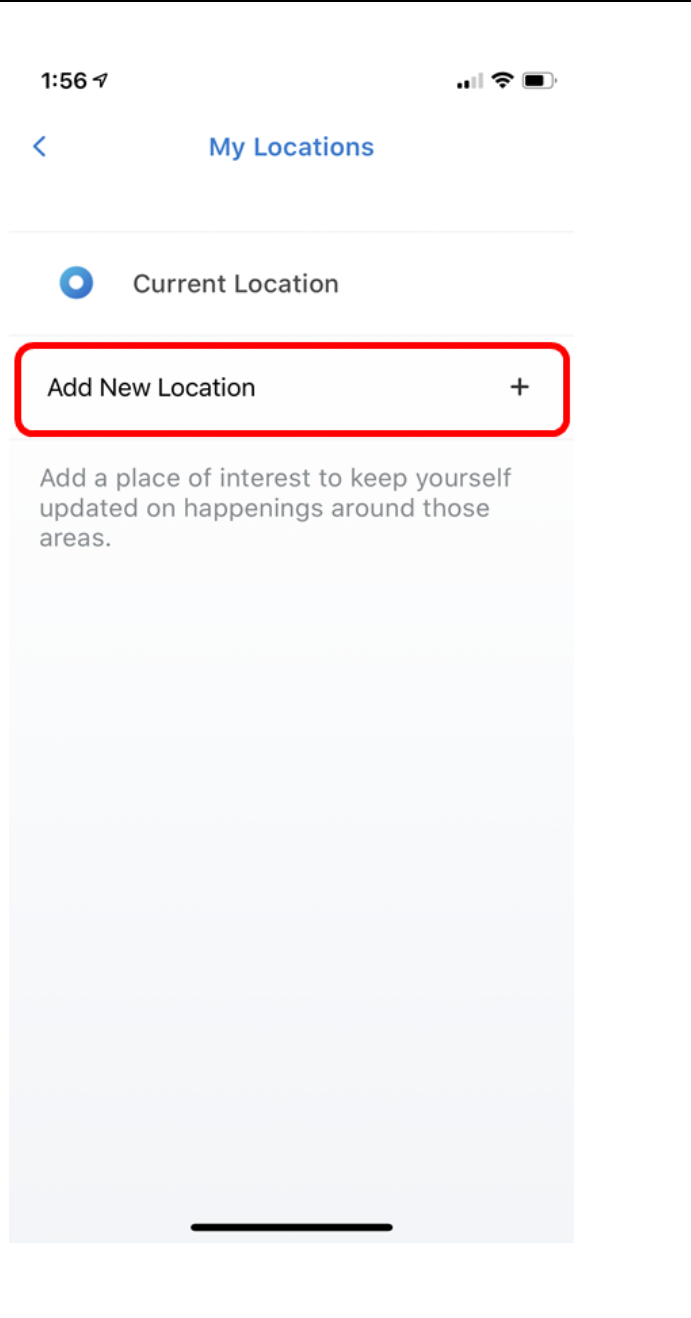 1:56
My Locations
Current Location
Add New Location +
Add a place of interest to keep yourself
updated on happenings around those
areas.